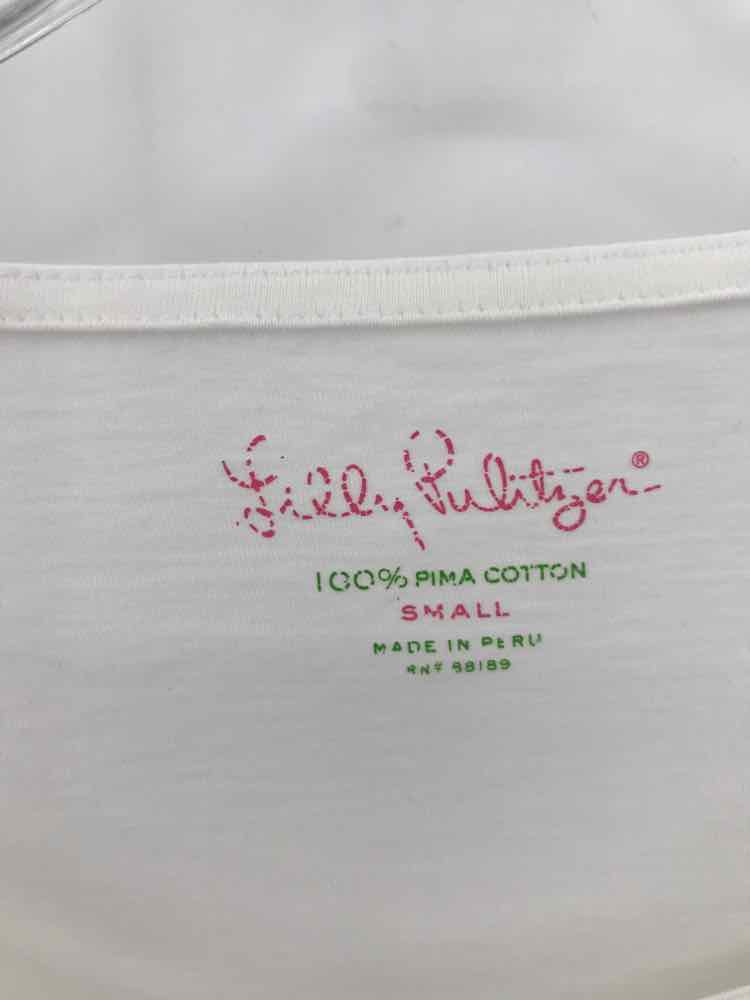 Lilly Pulitzer®
100% PIMA COTTON
SMALL
MADE IN PERU
RN# 98189